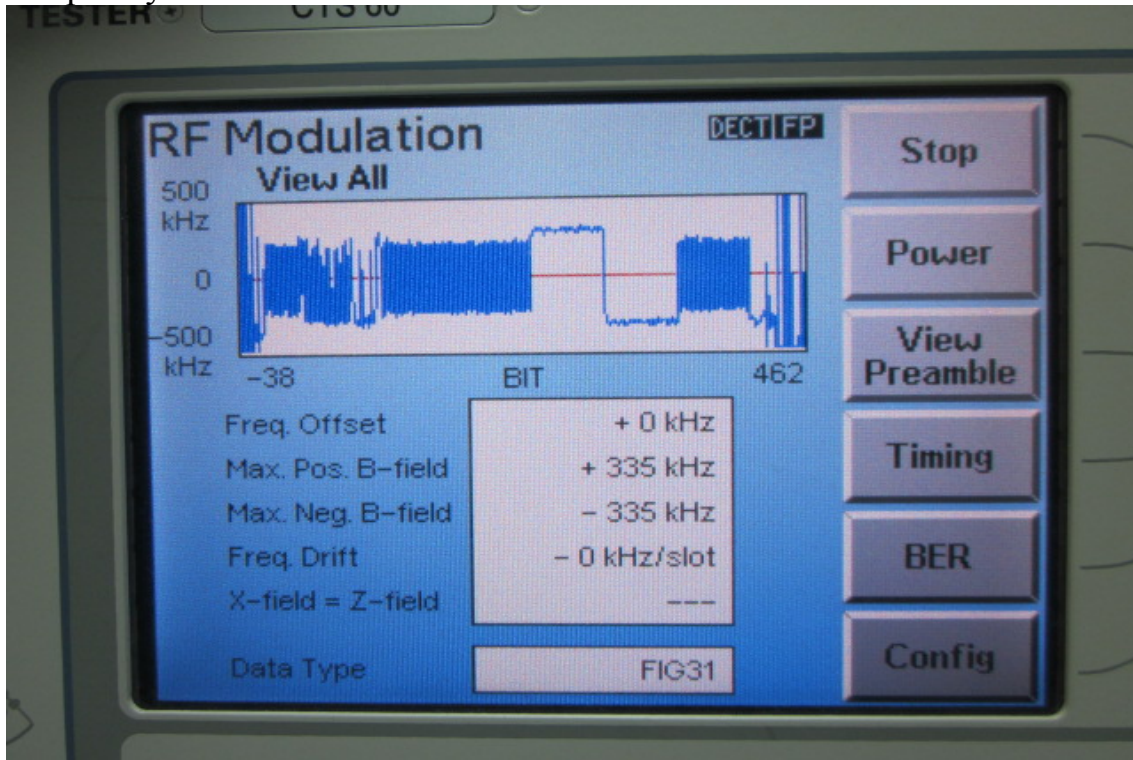 TESTER
CTS 60
RF Modulation
DECT FP
View All
500
kHz
0
-500
kHz
-38
BIT
462
Freq. Offset + 0 kHz
Max. Pos. B-field + 335 kHz
Max. Neg. B-field - 335 kHz
Freq. Drift - 0 kHz/slot
X-field = Z-field ---
Data Type FIG31
Stop
Power
View
Preamble
Timing
BER
Config